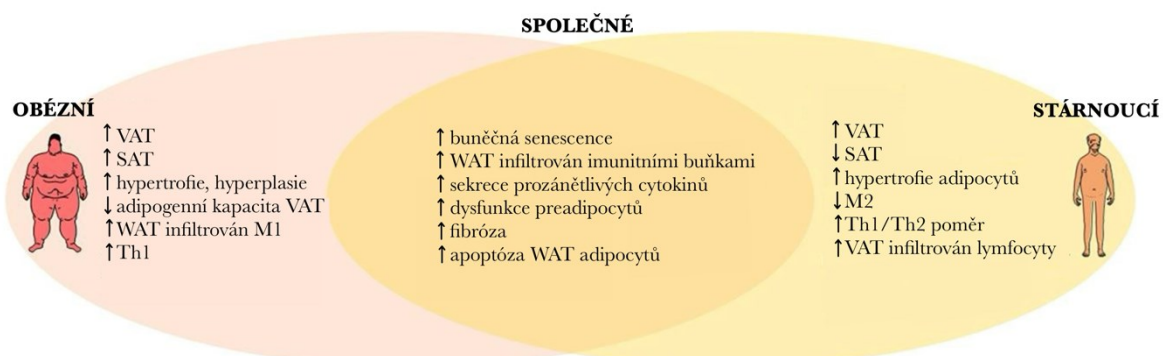 SPOLEČNÉ
OBÉZNÍ
↑ VAT
↑ SAT
↑ hypertrofie, hyperplasie
↓ adipogenní kapacita VAT
↑ WAT infiltrován M1
↑ Th1
↑ buněčná senescence
↑ WAT infiltrován imunitními buňkami
↑ sekrece prozánětlivých cytokinů
↑ dysfunkce preadipocytů
↑ fibróza
↑ apoptóza WAT adipocytů
STÁRNOUCÍ
↑ VAT
↓ SAT
↑ hypertrofie adipocytů
↓ M2
↑ Th1/Th2 poměr
↑ VAT infiltrován lymfocyty